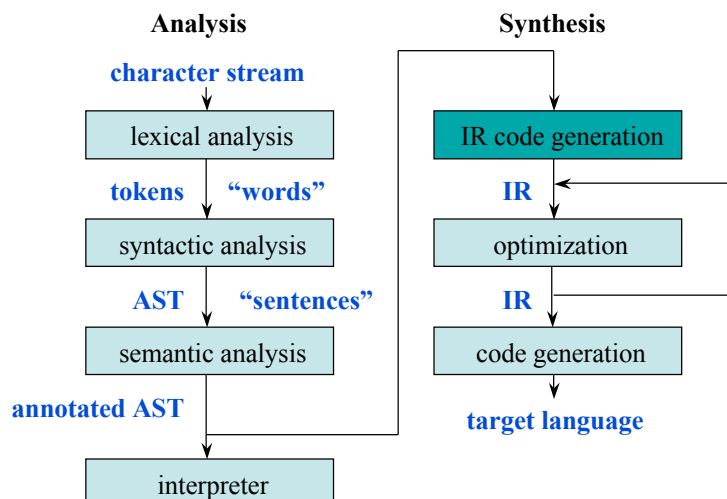 Analysis
character stream
lexical analysis
tokens “words”
syntactic analysis
AST “sentences”
semantic analysis
annotated AST
interpreter
Synthesis
IR code generation
IR
optimization
IR
code generation
target language